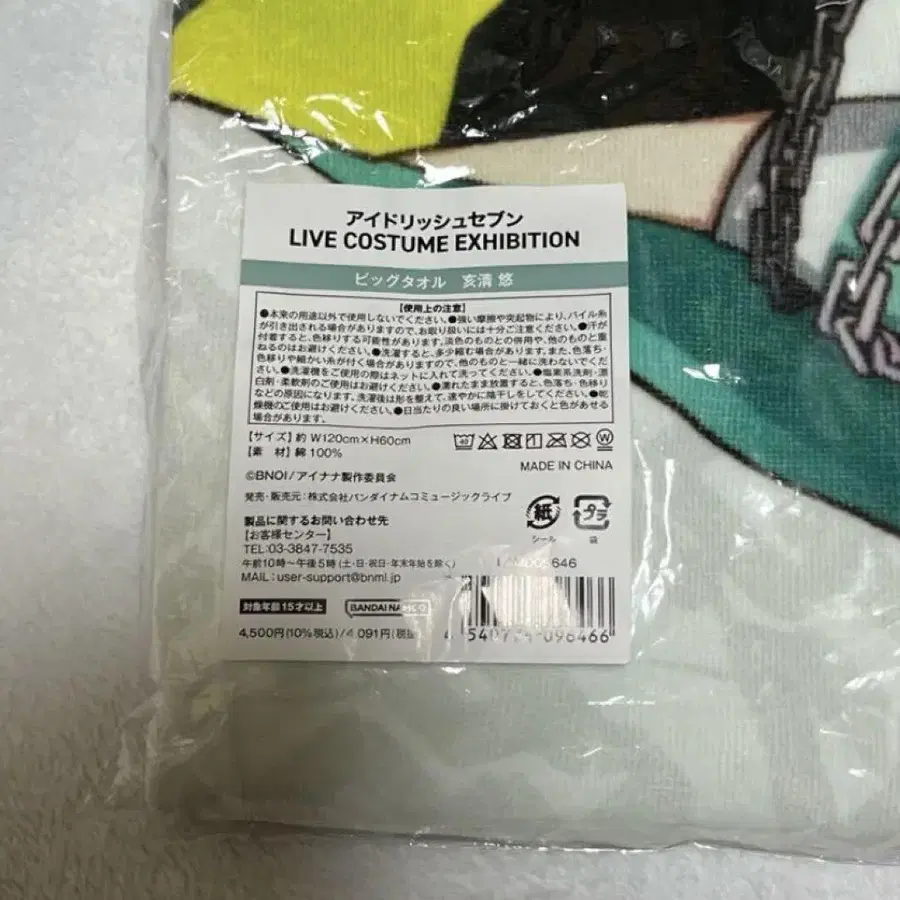 アイドリッシュセブン
LIVE COSTUME EXHIBITION
ビッグタオル 亥清 悠
【使用上の注意】
●本来の用途以外で使用しないでください。●強い摩擦や突起物により、パイル糸
が引き出される場合がありますので、お取り扱いには十分ご注意ください。●汗が
付着すると、色移りする可能性があります。淡色のものとの併用や、他のものと重
ねるのはお避けください。●洗濯すると、多少縮む場合があります。また、色落ち・
色移りや細かい糸が付く場合がありますので、他のものと一緒に洗わないでくださ
い。●洗濯機をご使用の際はネットに入れて洗ってください。●塩素系洗剤・漂
白剤・柔軟剤のご使用はお避けください。●濡れたまま放置すると、色落ち・色移り
などの原因になります。洗濯後は形を整えて、速やかに陰干しをしてください。●乾
燥機のご使用はお避けください。●日当たりの良い場所に掛けておくと色があせる
場合があります。
【サイズ】約 W120cm×H60cm
【素 材】綿100%
40
W
MADE IN CHINA
©BNOI/アイナナ製作委員会
発売・販売元:株式会社バンダイナムコミュージックライブ
製品に関するお問い合わせ先
【お客様センター】
TEL:03-3847-7535
午前10時〜午後5時(土・日・祝日・年末年始を除く)
MAIL:user-support@bnml.jp
紙
シール
プラ
袋
646
対象年齢15才以上
BANDAI NAMCO
4,500円(10%税込)/4,091円(税抜
096466